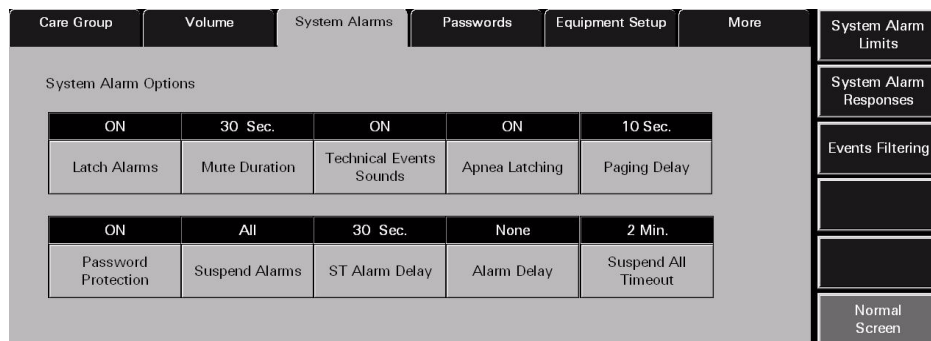 Care Group Volume System Alarms Passwords Equipment Setup More
System Alarm Options
ON 30 Sec. ON ON 10 Sec.
Latch Alarms Mute Duration Technical Events Sounds Apnea Latching Paging Delay
ON All 30 Sec. None 2 Min.
Password Protection Suspend Alarms ST Alarm Delay Alarm Delay Suspend All Timeout
System Alarm
Limits
System Alarm
Responses
Events Filtering
Normal
Screen